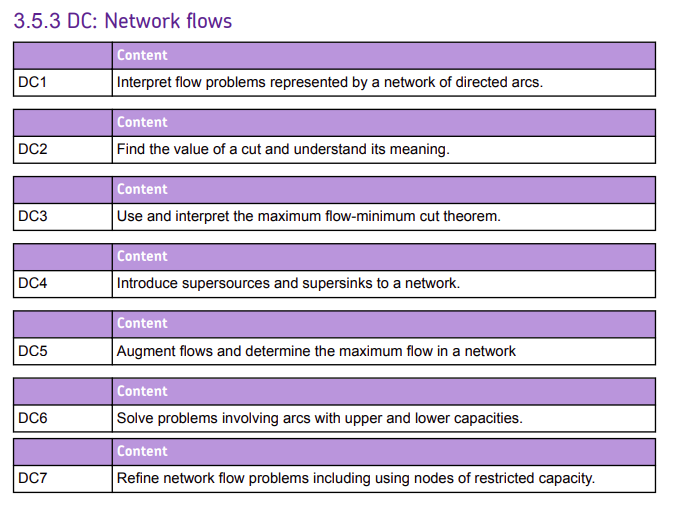 3.5.3 DC: Network flows
Content
DC1 Interpret flow problems represented by a network of directed arcs.
Content
DC2 Find the value of a cut and understand its meaning.
Content
DC3 Use and interpret the maximum flow-minimum cut theorem.
Content
DC4 Introduce supersources and supersinks to a network.
Content
DC5 Augment flows and determine the maximum flow in a network
Content
DC6 Solve problems involving arcs with upper and lower capacities.
Content
DC7 Refine network flow problems including using nodes of restricted capacity.